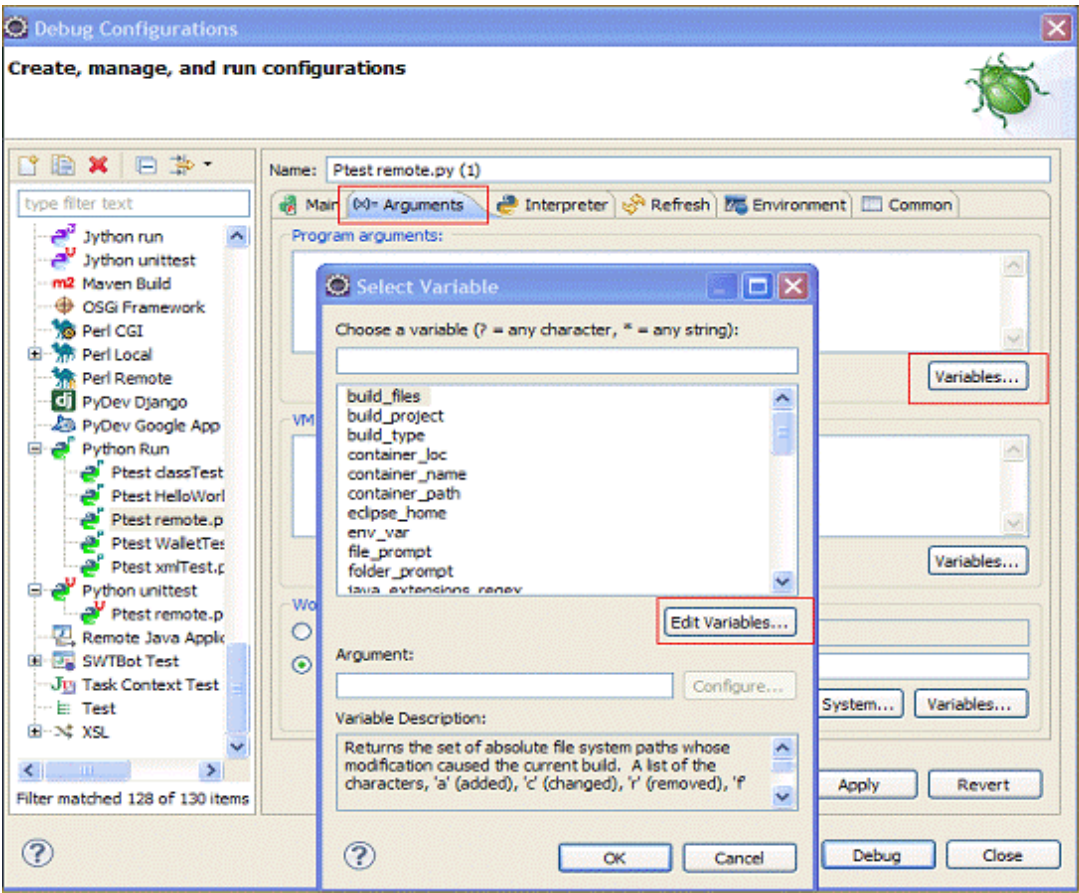 Debug Configurations
Create, manage, and run configurations
type filter text
Jython run
Jython unittest
m2 Maven Build
OSGi Framework
Perl CGI
Perl Local
Perl Remote
dj PyDev Django
PyDev Google App
Python Run
Ptest classTest
Ptest HelloWorl
Ptest remote.p
Ptest WalletTes
Ptest xmlTest.p
Python unittest
Ptest remote.p
Remote Java Applic
SWTBot Test
Ju Task Context Test
Test
XSL
Filter matched 128 of 130 items
Name: Ptest remote.py (1)
Main (x)= Arguments Interpreter Refresh Environment Common
Program arguments:
Variables...
VM
Variables...
Wo
System... Variables...
Apply Revert
Select Variable
Choose a variable (? = any character, * = any string):
build_files
build_project
build_type
container_loc
container_name
container_path
eclipse_home
env_var
file_prompt
folder_prompt
java_extensions_regex
Edit Variables...
Argument:
Configure...
Variable Description:
Returns the set of absolute file system paths whose
modification caused the current build. A list of the
characters, 'a' (added), 'c' (changed), 'r' (removed), 'f'
? OK Cancel
? Debug Close